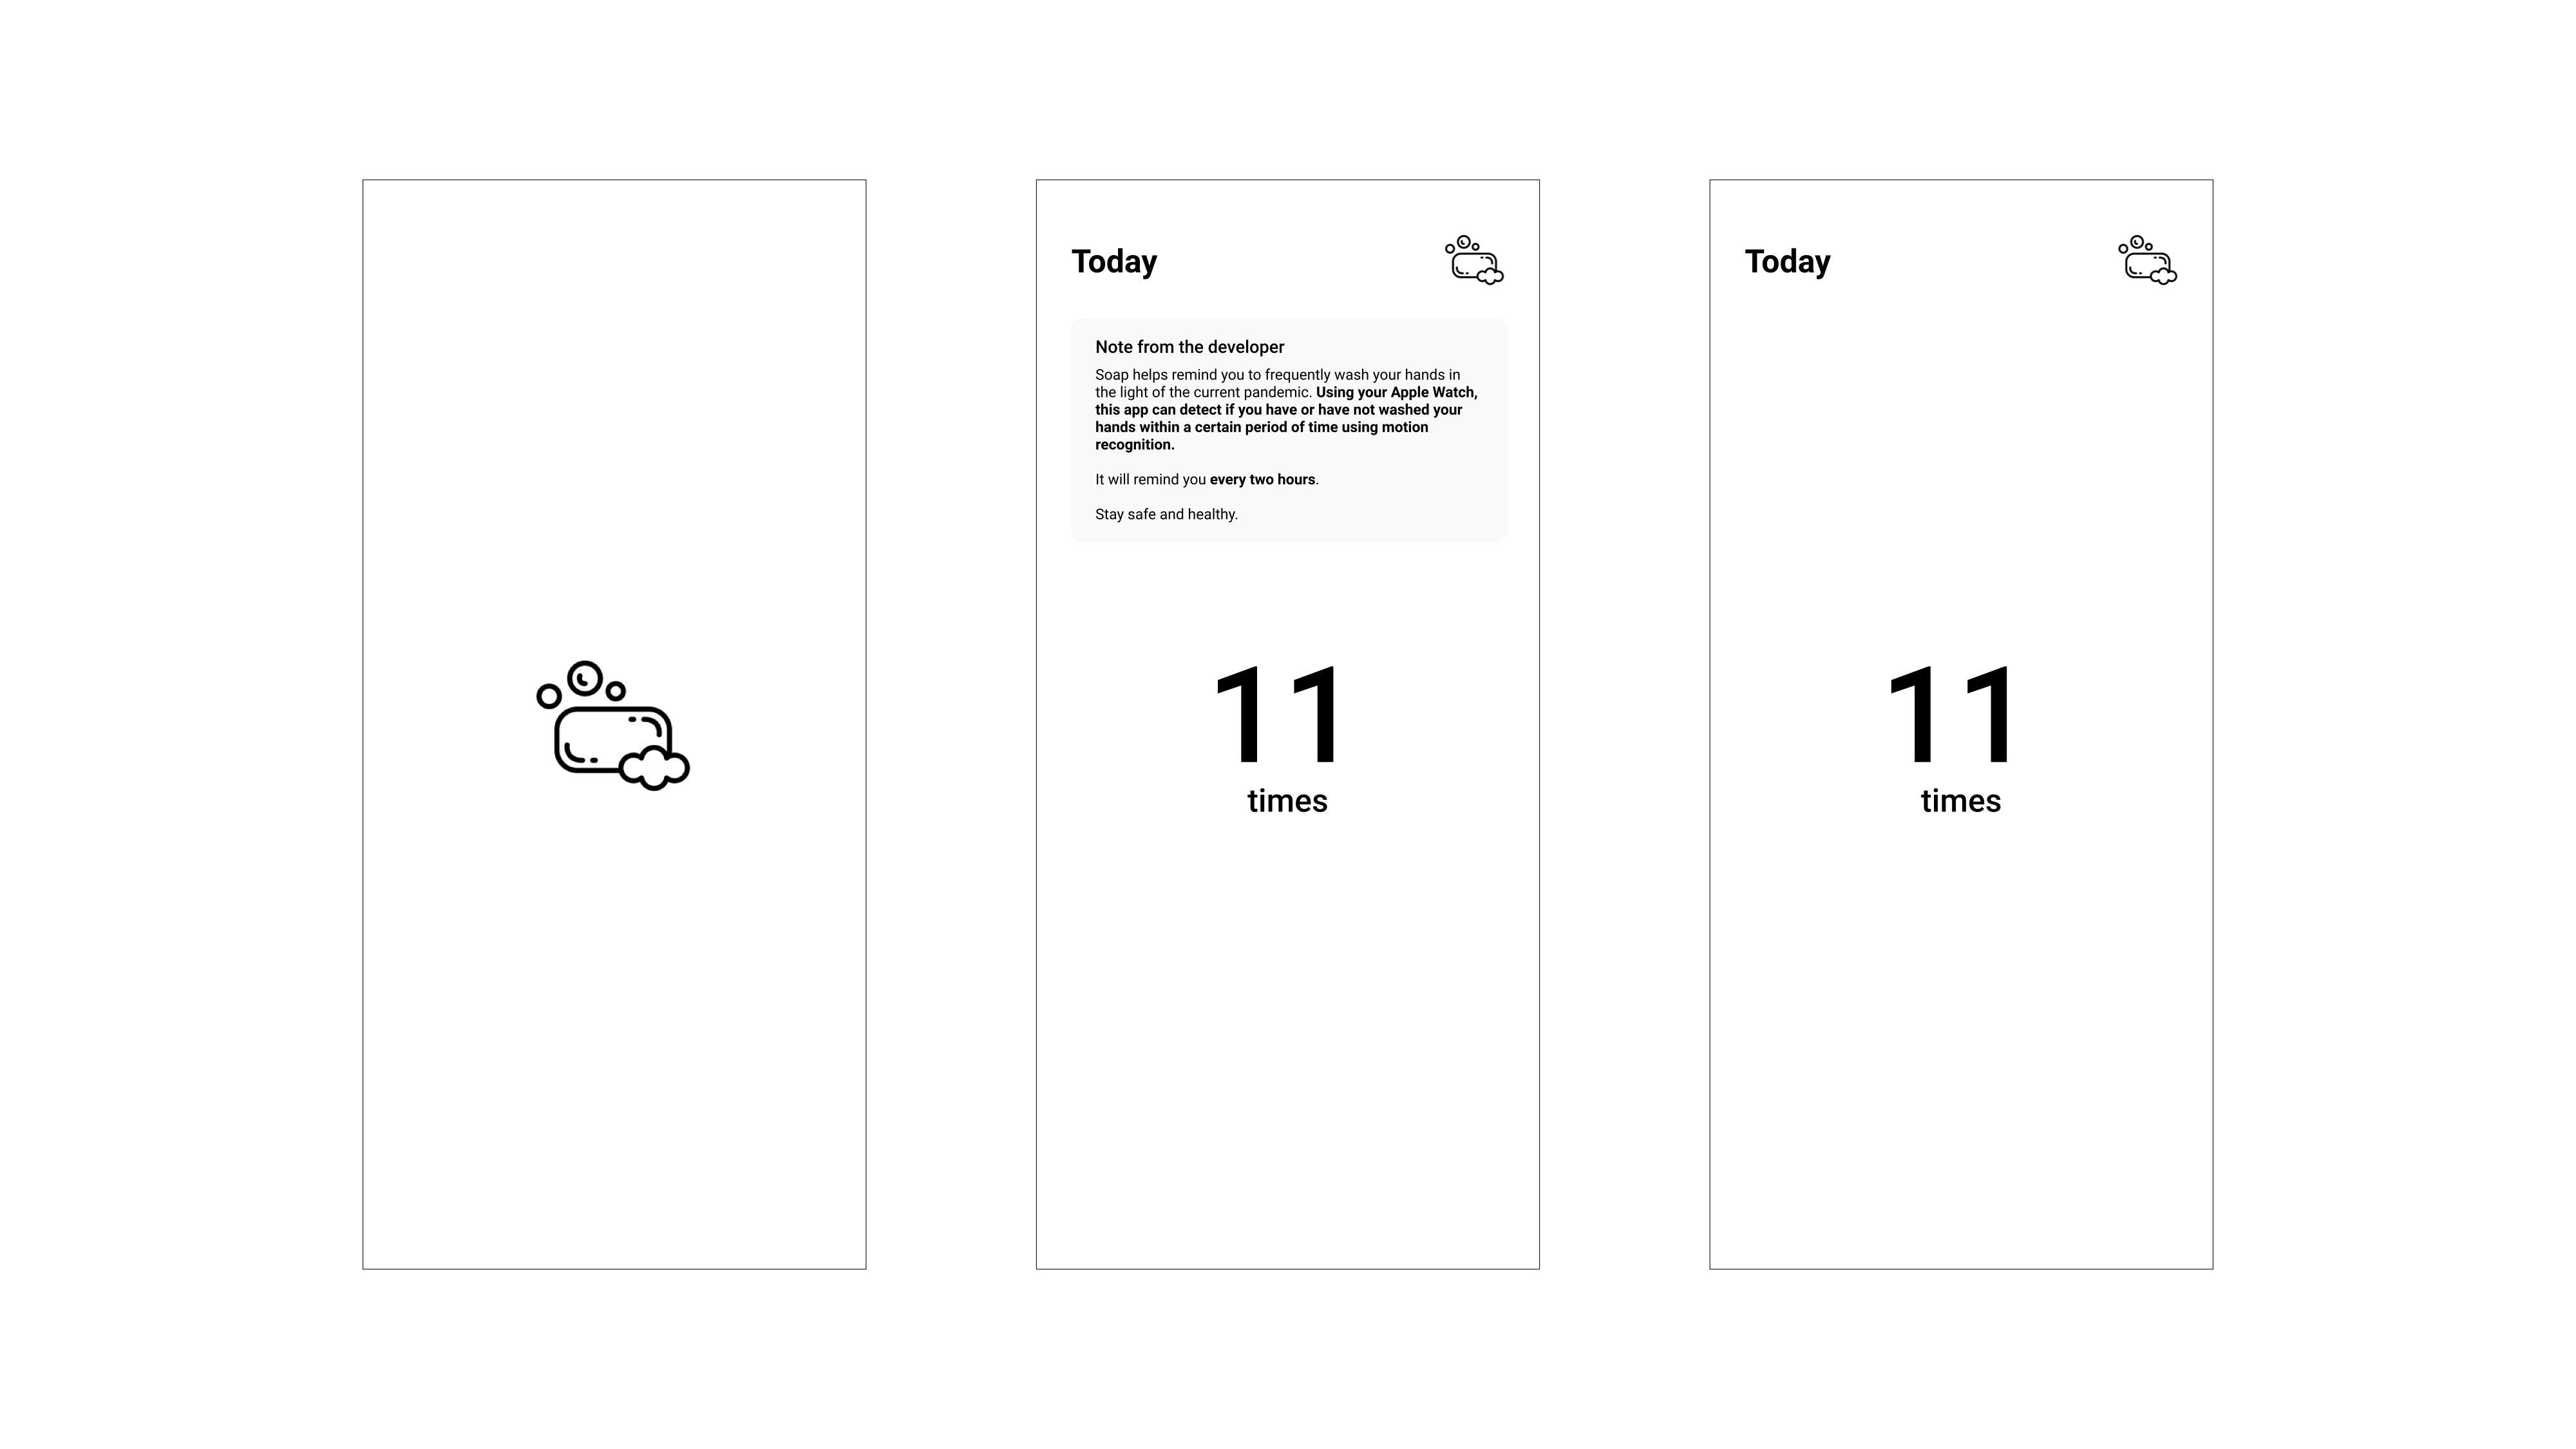 Today
Note from the developer
Soap helps remind you to frequently wash your hands in
the light of the current pandemic. Using your Apple Watch,
this app can detect if you have or have not washed your
hands within a certain period of time using motion
recognition.
It will remind you every two hours.
Stay safe and healthy.
11
times
Today
11
times